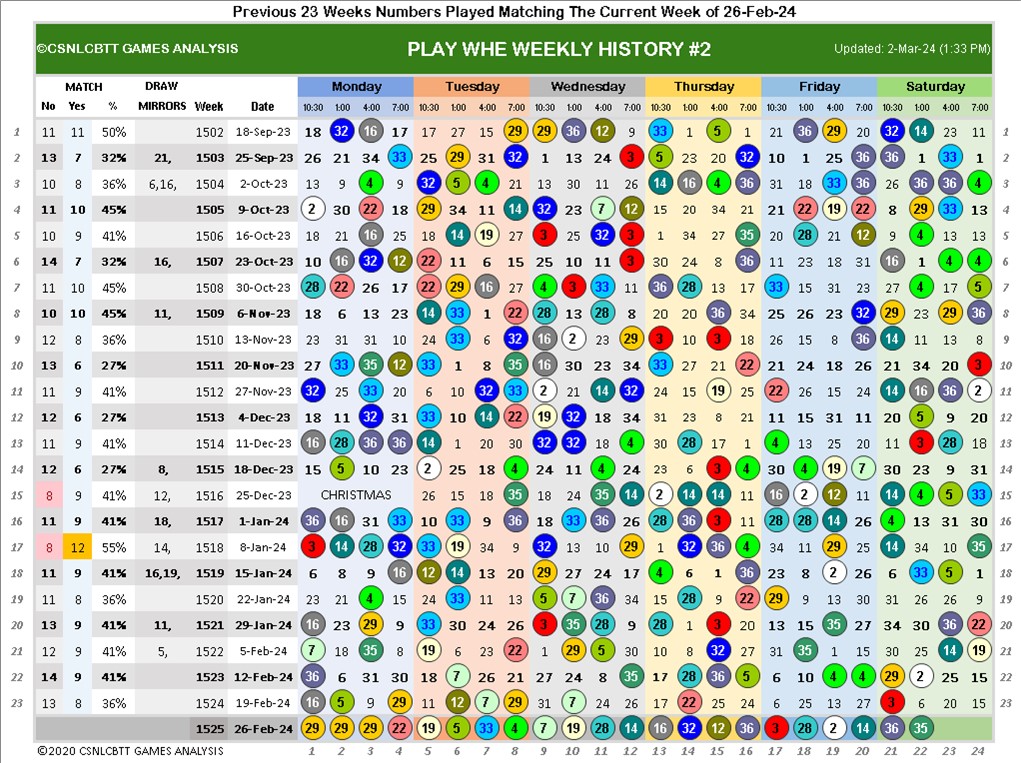 Previous 23 Weeks Numbers Played Matching The Current Week of 26-Feb-24
©CSNLCBTT GAMES ANALYSIS PLAY WHE WEEKLY HISTORY #2 Updated: 2-Mar-24 (1:33 PM)
MATCH DRAW Monday Tuesday Wednesday Thursday Friday Saturday
No Yes % MIRRORS Week Date 10:30 1:00 4:00 7:00 10:30 1:00 4:00 7:00 10:30 1:00 4:00 7:00 10:30 1:00 4:00 7:00 10:30 1:00 4:00 7:00 10:30 1:00 4:00 7:00
1 11 11 50% 1502 18-Sep-23 18 32 16 17 17 27 15 29 29 36 12 9 33 1 5 1 21 36 29 20 32 14 23 11 1
2 13 7 32% 21, 1503 25-Sep-23 26 21 34 33 25 29 31 32 1 13 24 3 5 23 20 32 10 1 25 36 36 1 33 1 2
3 10 8 36% 6,16, 1504 2-Oct-23 13 9 4 9 32 5 4 21 13 30 11 26 14 16 4 36 31 18 33 36 26 36 36 4 3
4 11 10 45% 1505 9-Oct-23 2 30 22 18 29 34 11 14 32 23 7 12 15 20 34 21 21 22 19 22 8 29 33 13 4
5 10 9 41% 1506 16-Oct-23 18 21 16 25 18 14 19 27 3 25 32 3 1 34 27 35 20 28 21 12 9 4 13 13 5
6 14 7 32% 16, 1507 23-Oct-23 10 16 32 12 22 11 6 15 25 10 11 3 30 24 8 36 11 23 18 31 16 1 4 4 6
7 11 10 45% 1508 30-Oct-23 28 22 26 17 22 29 16 27 4 3 33 11 36 28 13 17 33 15 31 23 27 4 17 5 7
8 10 10 45% 11, 1509 6-Nov-23 18 6 13 23 14 33 1 22 28 13 28 8 20 20 36 34 25 26 23 32 29 23 29 36 8
9 12 8 36% 1510 13-Nov-23 23 31 31 10 24 33 6 32 16 2 23 29 3 10 3 18 26 15 8 36 14 11 13 8 9
10 13 6 27% 1511 20-Nov-23 27 33 35 12 33 1 8 35 16 30 23 34 33 27 31 22 21 24 18 26 21 34 20 3 10
11 11 9 41% 1512 27-Nov-23 32 25 33 20 6 10 32 33 2 21 14 32 24 15 19 25 22 26 15 24 14 16 36 2 11
12 12 6 27% 1513 4-Dec-23 18 11 32 31 33 10 14 22 19 32 18 34 31 23 8 21 11 15 31 11 20 5 9 20 12
13 11 9 41% 1514 11-Dec-23 16 28 36 36 14 1 20 30 32 32 18 4 30 28 17 1 4 13 25 20 11 3 28 18 13
14 12 6 27% 8, 1515 18-Dec-23 15 5 10 23 2 25 18 4 24 11 4 24 23 6 3 4 30 4 19 7 30 23 9 31 14
15 8 9 41% 12, 1516 25-Dec-23 CHRISTMAS 26 15 18 35 18 24 35 14 2 14 14 11 16 2 12 11 14 4 5 33 15
16 11 9 41% 18, 1517 1-Jan-24 36 16 31 33 10 33 9 36 18 33 36 16 28 36 3 11 28 28 14 26 4 13 31 30 16
17 8 12 55% 14, 1518 8-Jan-24 3 14 28 32 33 19 34 9 32 13 10 29 1 32 36 4 34 11 29 25 14 34 10 35 17
18 11 9 41% 16,19, 1519 15-Jan-24 6 8 9 16 12 14 13 20 29 27 24 17 4 6 1 36 23 8 2 26 6 33 5 1 18
19 11 8 36% 1520 22-Jan-24 23 21 4 15 24 33 11 13 5 7 36 34 15 28 9 22 29 9 13 10 31 26 26 9 19
20 13 9 41% 11, 1521 29-Jan-24 16 23 29 9 33 30 24 26 3 35 28 9 28 1 3 20 13 15 35 27 34 30 36 22 20
21 12 9 41% 5, 1522 5-Feb-24 7 18 35 8 19 6 23 22 1 29 5 30 10 8 32 27 31 35 1 15 30 25 14 19 21
22 14 9 41% 1523 12-Feb-24 36 6 31 30 18 7 21 27 27 24 8 35 17 28 36 5 6 10 4 4 29 2 25 15 22
23 13 8 36% 1524 19-Feb-24 16 5 9 29 11 12 7 29 30 7 31 13 17 22 25 24 6 25 13 27 3 6 20 15 23
1525 26-Feb-24 29 29 29 22 19 5 33 4 7 19 28 14 16 32 12 36 3 28 2 14 36 35
©2020 CSNLCBTT GAMES ANALYSIS 1 2 3 4 5 6 7 8 9 10 11 12 13 14 15 16 17 18 19 20 21 22 23 24